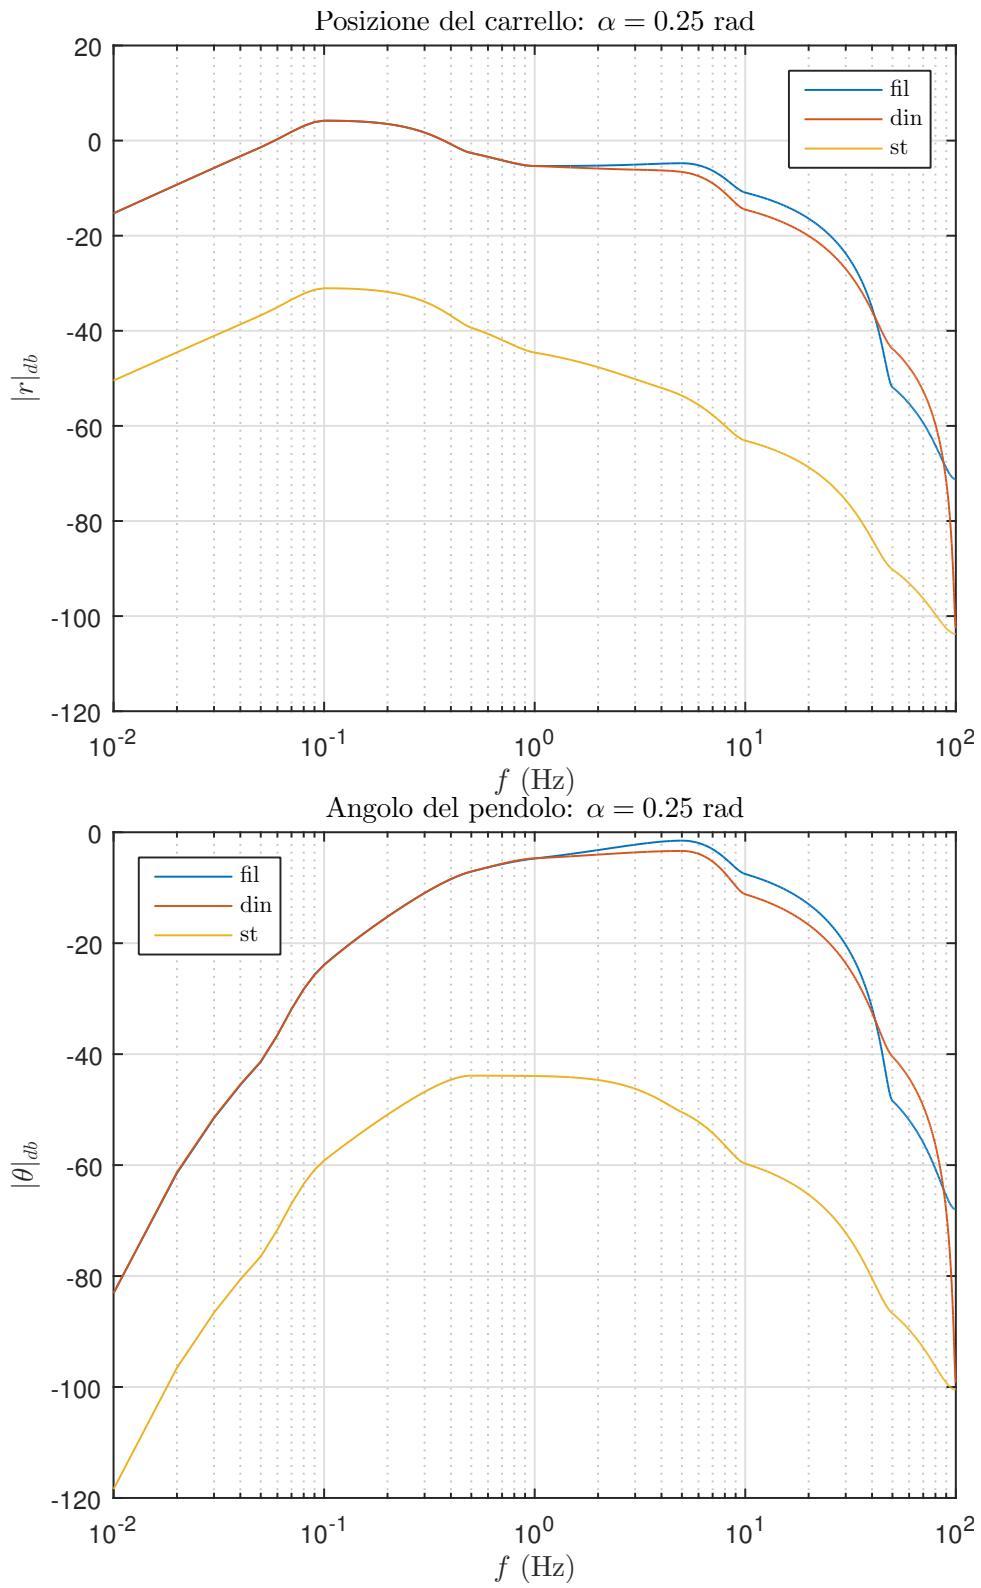 Posizione del carrello: α = 0.25 rad
20
0
-20
-40
-60
-80
-100
-120
|r|db
fil
din
st
10-2 10-1 100 101 102
f (Hz)
Angolo del pendolo: α = 0.25 rad
0
-20
-40
-60
-80
-100
-120
|θ|db
fil
din
st
10-2 10-1 100 101 102
f (Hz)